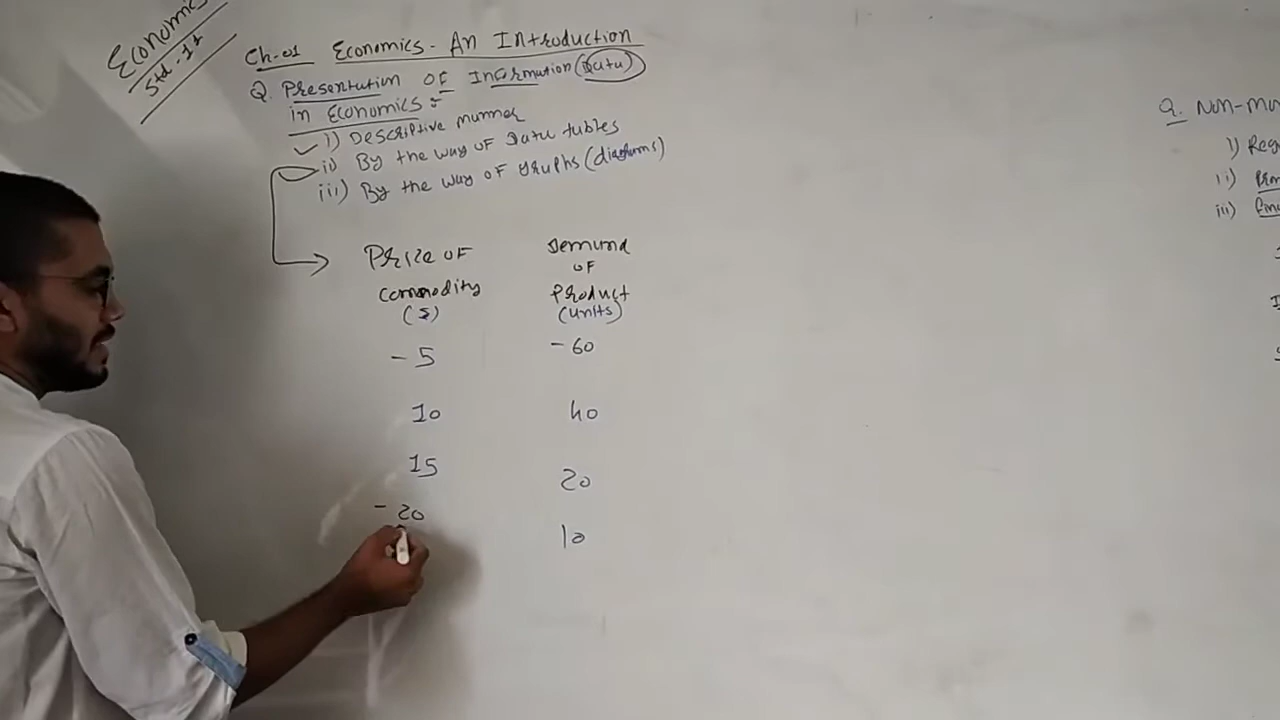 Economics
Std-11
Ch-01 Economics - An Introduction
Q. Presentation of Information (Data)
in Economics :-
i) Descriptive manner
ii) By the way of Data tables
iii) By the way of graphs (diagrams)
Price of
commodity
(₹)
Demand
of
Product
(units)
- 5
- 60
10
40
15
20
- 20
10
Q. Non-
i)
ii)
iii)